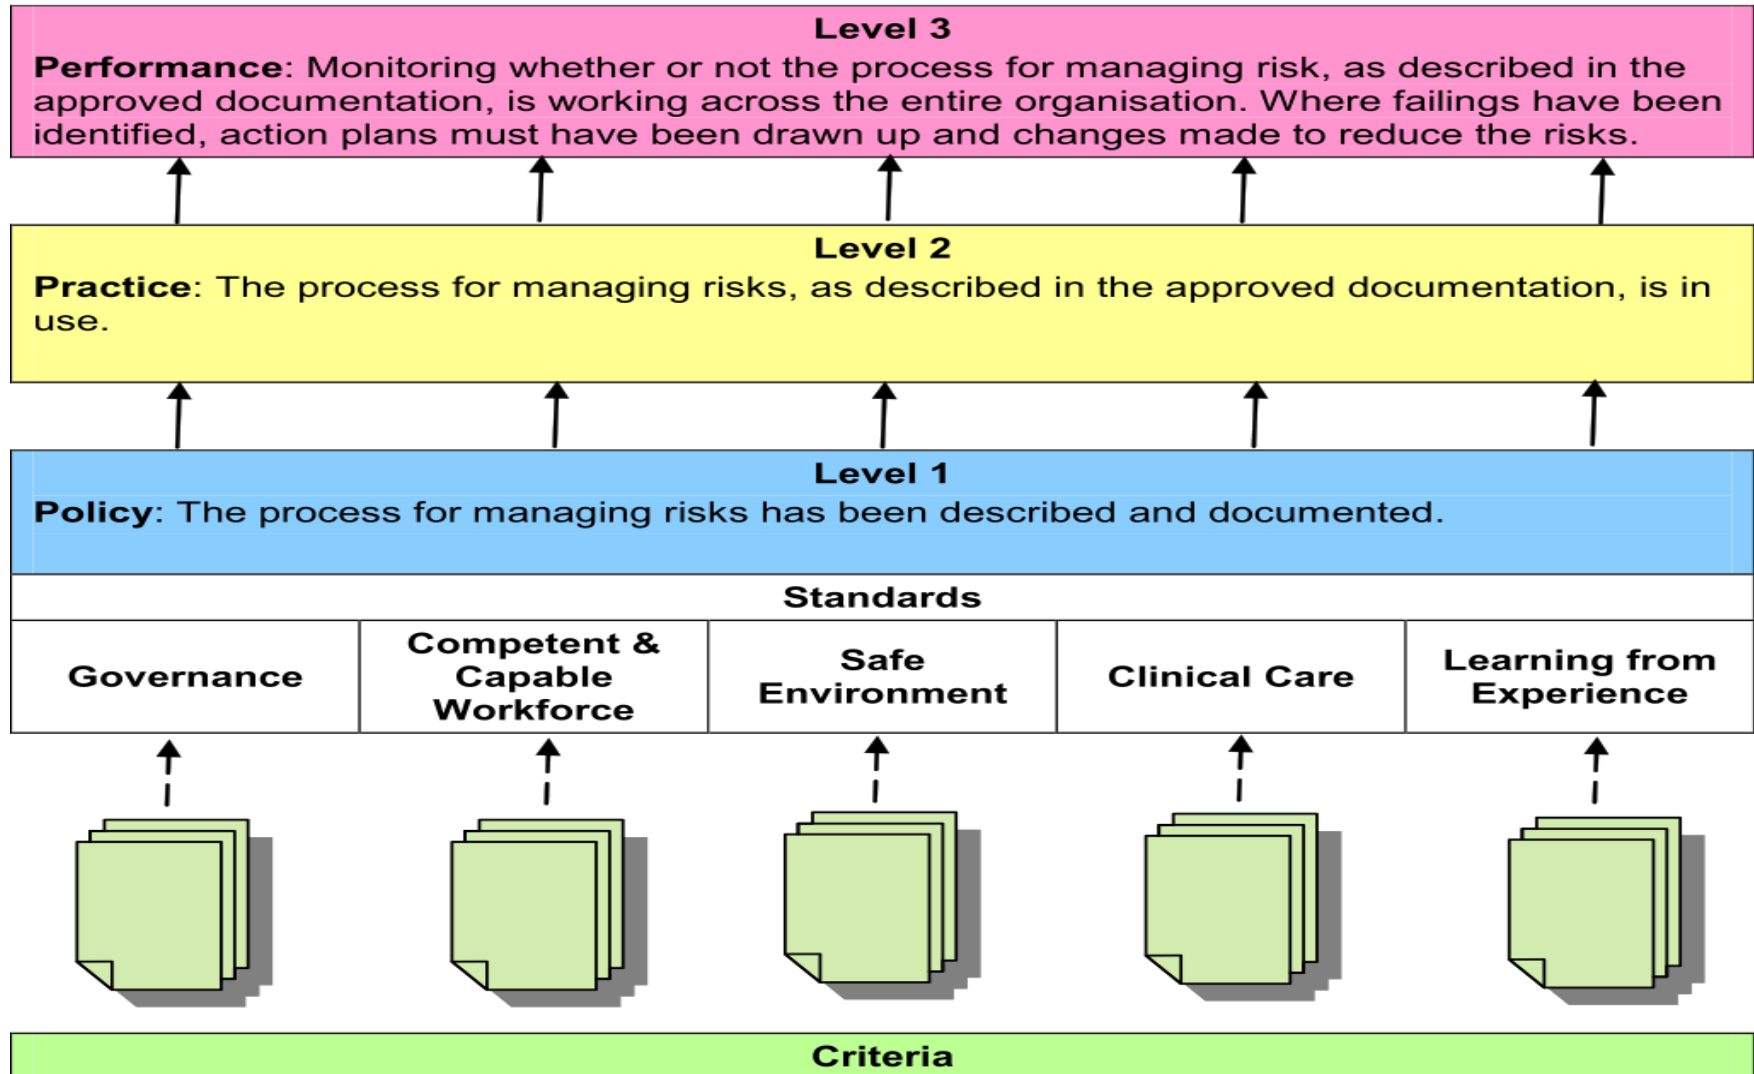 Level 3
Performance: Monitoring whether or not the process for managing risk, as described in the
approved documentation, is working across the entire organisation. Where failings have been
identified, action plans must have been drawn up and changes made to reduce the risks.
Level 2
Practice: The process for managing risks, as described in the approved documentation, is in
use.
Level 1
Policy: The process for managing risks has been described and documented.
Standards
Governance
Competent &
Capable
Workforce
Safe
Environment
Clinical Care
Learning from
Experience
Criteria